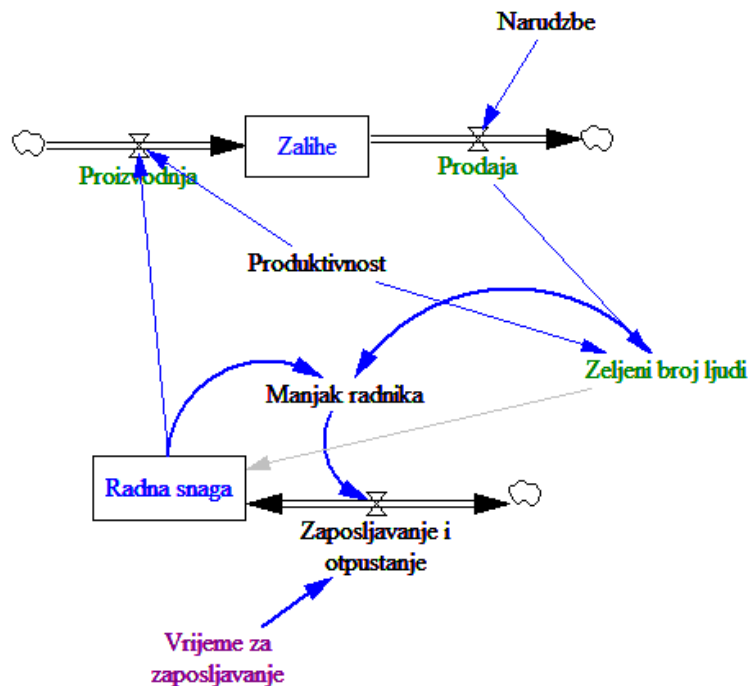 Narudzbe
Zalihe
Proizvodnja
Prodaja
Produktivnost
Zeljeni broj ljudi
Manjak radnika
Radna snaga
Zaposljavanje i
otpustanje
Vrijeme za
zaposljavanje